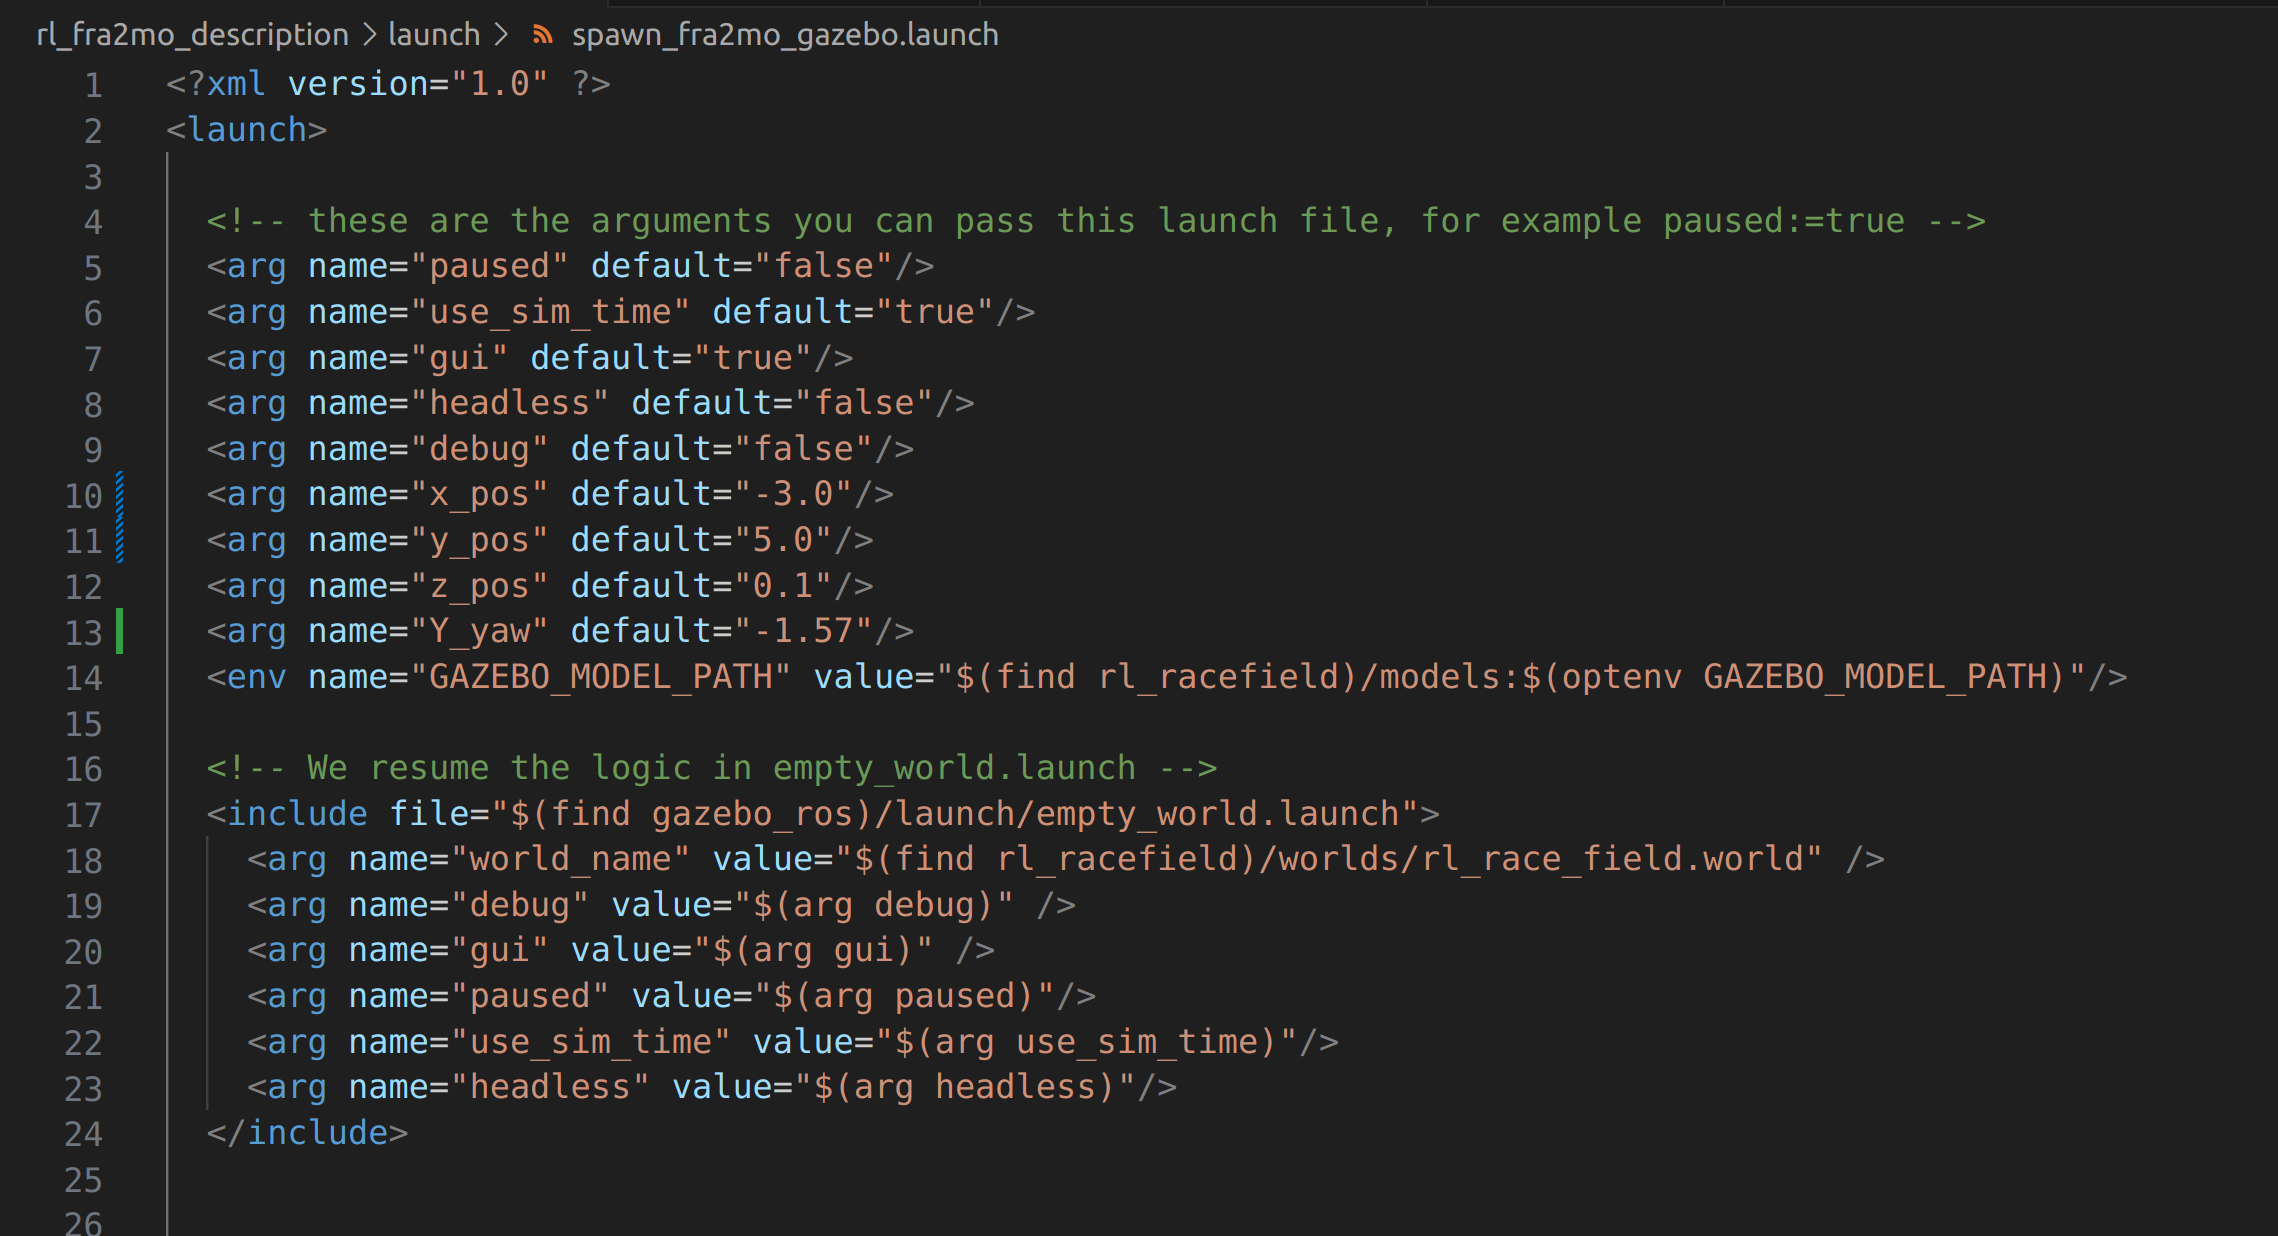 rl_fra2mo_description > launch > spawn_fra2mo_gazebo.launch
1 <?xml version="1.0" ?>
2 <launch>
3
4 <!-- these are the arguments you can pass this launch file, for example paused:=true -->
5 <arg name="paused" default="false"/>
6 <arg name="use_sim_time" default="true"/>
7 <arg name="gui" default="true"/>
8 <arg name="headless" default="false"/>
9 <arg name="debug" default="false"/>
10 <arg name="x_pos" default="-3.0"/>
11 <arg name="y_pos" default="5.0"/>
12 <arg name="z_pos" default="0.1"/>
13 <arg name="Y_yaw" default="-1.57"/>
14 <env name="GAZEBO_MODEL_PATH" value="$(find rl_racefield)/models:$(optenv GAZEBO_MODEL_PATH)"/>
15
16 <!-- We resume the logic in empty_world.launch -->
17 <include file="$(find gazebo_ros)/launch/empty_world.launch">
18 <arg name="world_name" value="$(find rl_racefield)/worlds/rl_race_field.world" />
19 <arg name="debug" value="$(arg debug)" />
20 <arg name="gui" value="$(arg gui)" />
21 <arg name="paused" value="$(arg paused)"/>
22 <arg name="use_sim_time" value="$(arg use_sim_time)"/>
23 <arg name="headless" value="$(arg headless)"/>
24 </include>
25
26